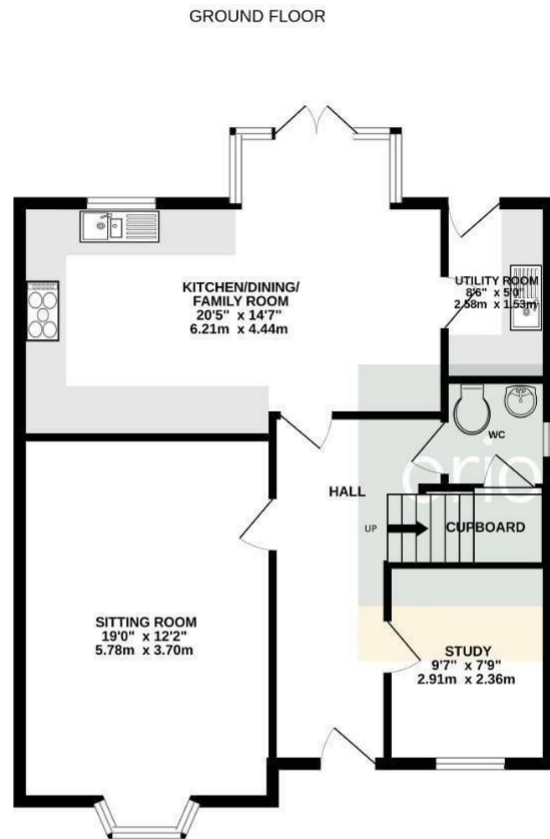 GROUND FLOOR
KITCHEN/DINING/
FAMILY ROOM
20'5" x 14'7"
6.21m x 4.44m
UTILITY ROOM
8'6" x 5'0"
2.58m x 1.53m
WC
orio
HALL
UP
CUPBOARD
SITTING ROOM
19'0" x 12'2"
5.78m x 3.70m
STUDY
9'7" x 7'9"
2.91m x 2.36m